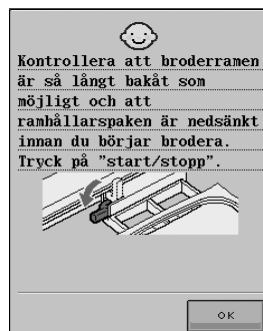 Kontrollera att broderramen
är så långt bakåt som
möjligt och att
ramhållarspaken är nedsänkt
innan du börjar brodera.
Tryck på "start/stopp".
OK